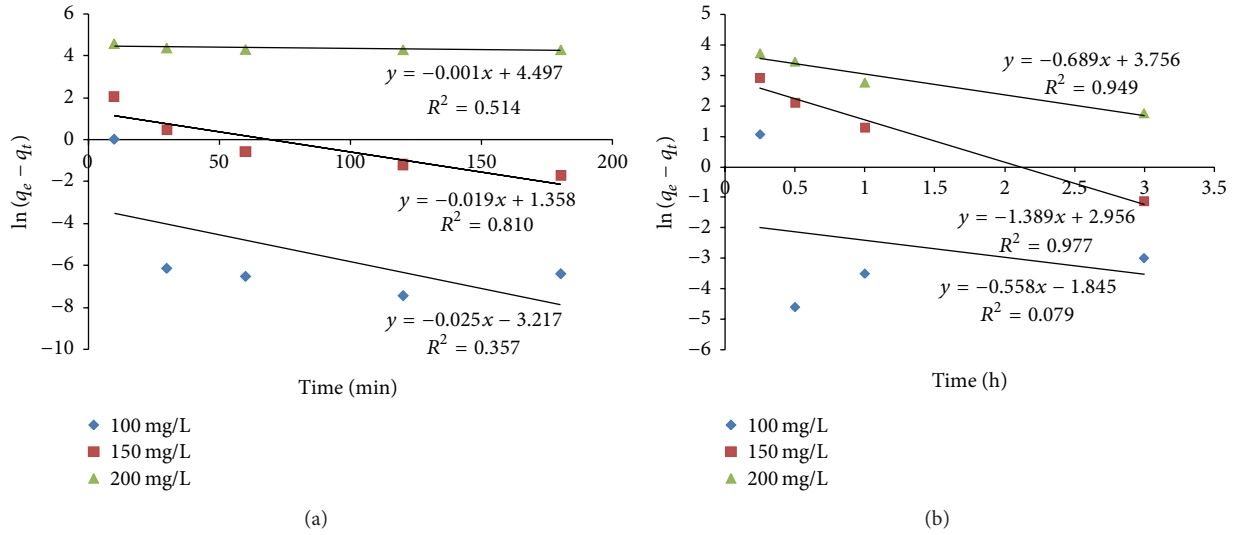 6
4
2
0
−2
−4
−6
−8
−10
ln (qe − qt)
0
50
100
150
200
y = −0.001x + 4.497
R² = 0.514
y = −0.019x + 1.358
R² = 0.810
y = −0.025x − 3.217
R² = 0.357
Time (min)
100 mg/L
150 mg/L
200 mg/L
(a)
5
4
3
2
1
0
−1
−2
−3
−4
−5
−6
ln (qe − qt)
0
0.5
1
1.5
2
2.5
3
3.5
y = −0.689x + 3.756
R² = 0.949
y = −1.389x + 2.956
R² = 0.977
y = −0.558x − 1.845
R² = 0.079
Time (h)
100 mg/L
150 mg/L
200 mg/L
(b)